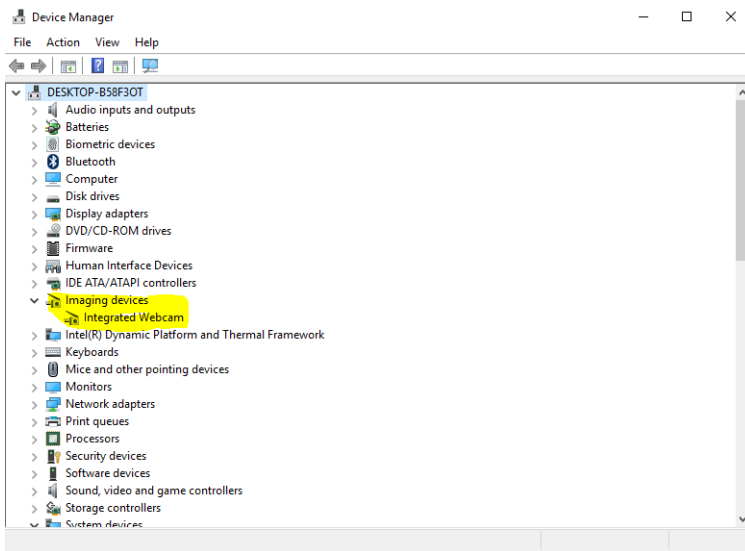 Device Manager
File Action View Help
DESKTOP-B58F3OT
Audio inputs and outputs
Batteries
Biometric devices
Bluetooth
Computer
Disk drives
Display adapters
DVD/CD-ROM drives
Firmware
Human Interface Devices
IDE ATA/ATAPI controllers
Imaging devices
Integrated Webcam
Intel(R) Dynamic Platform and Thermal Framework
Keyboards
Mice and other pointing devices
Monitors
Network adapters
Print queues
Processors
Security devices
Software devices
Sound, video and game controllers
Storage controllers
System devices